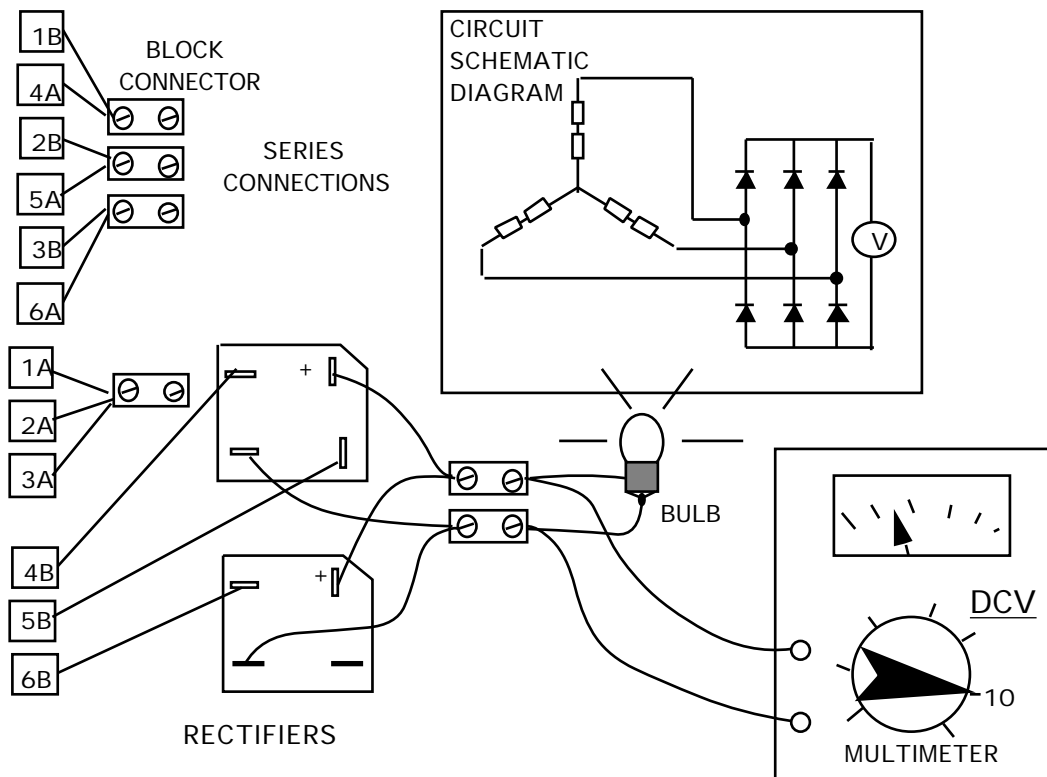 1B
4A
2B
5A
3B
6A
BLOCK
CONNECTOR
SERIES
CONNECTIONS
CIRCUIT
SCHEMATIC
DIAGRAM
V
1A
2A
3A
4B
5B
6B
+
+
RECTIFIERS
BULB
DCV
10
MULTIMETER